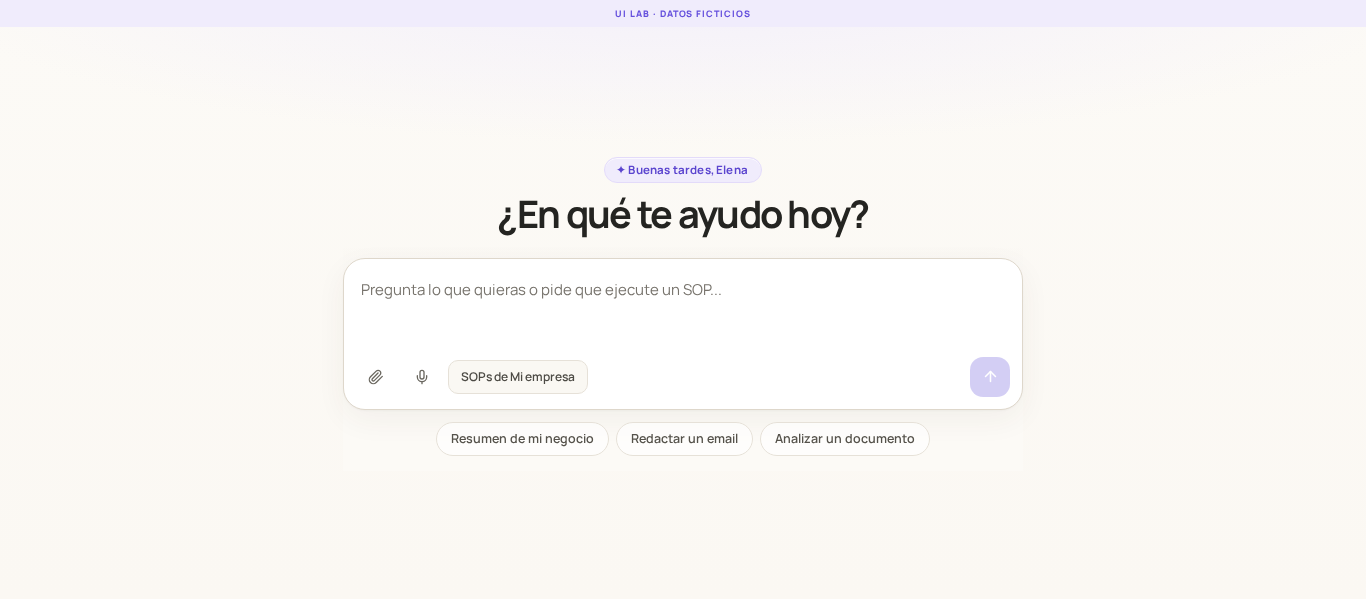 UI LAB · DATOS FICTICIOS
✦ Buenas tardes, Elena
¿En qué te ayudo hoy?
Pregunta lo que quieras o pide que ejecute un SOP...
SOPs de Mi empresa
Resumen de mi negocio
Redactar un email
Analizar un documento